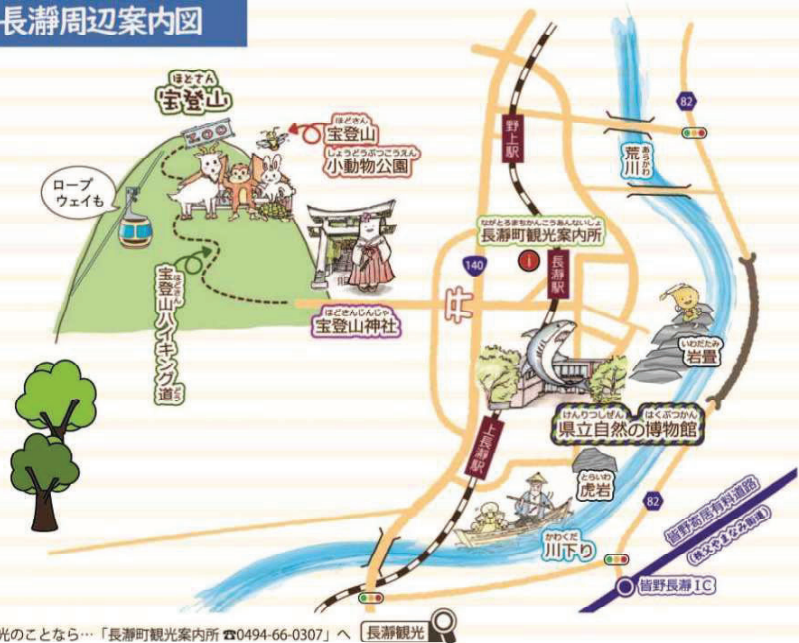 長瀞周辺案内図
ほどさん
宝登山
ZOO
ほどさん
宝登山
しょうどうぶつこうえん
小動物公園
ロープ
ウェイも
宝登山ハイキング道
どう
ほどさん
ほどさんじんじゃ
宝登山神社
140
野上駅
ながとろまちかんこうあんないしょ
長瀞町観光案内所
i
長瀞駅
荒川
あらかわ
82
いわだたみ
岩畳
けんりつしぜん はくぶつかん
県立自然の博物館
上長瀞駅
とらいわ
虎岩
かわくだ
川下り
82
皆野寄居有料道路
(秩父やまなみ街道)
皆野長瀞IC
光のことなら…「長瀞町観光案内所 ☎0494-66-0307」へ 長瀞観光